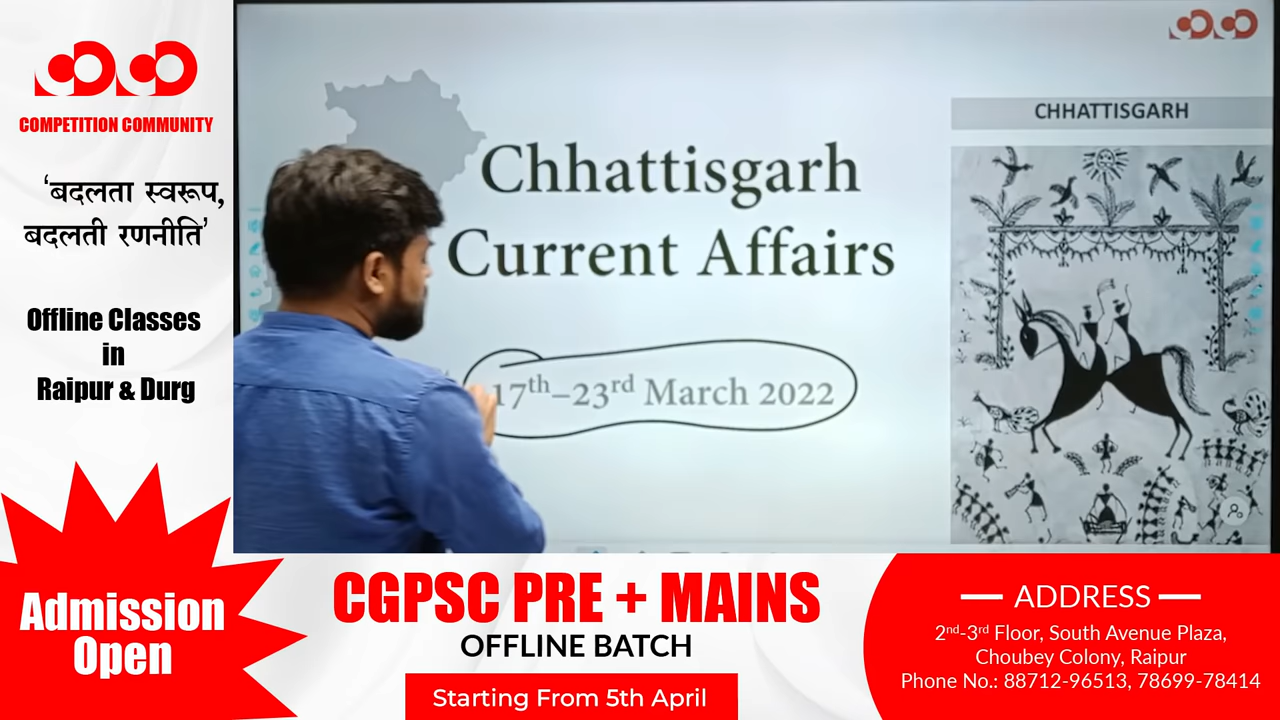 COMPETITION COMMUNITY
‘बदलता स्वरूप,
बदलती रणनीति’
Offline Classes
in
Raipur & Durg
Admission
Open
Chhattisgarh
Current Affairs
17th–23rd March 2022
CHHATTISGARH
CGPSC PRE + MAINS
OFFLINE BATCH
Starting From 5th April
ADDRESS
2nd-3rd Floor, South Avenue Plaza,
Choubey Colony, Raipur
Phone No.: 88712-96513, 78699-78414